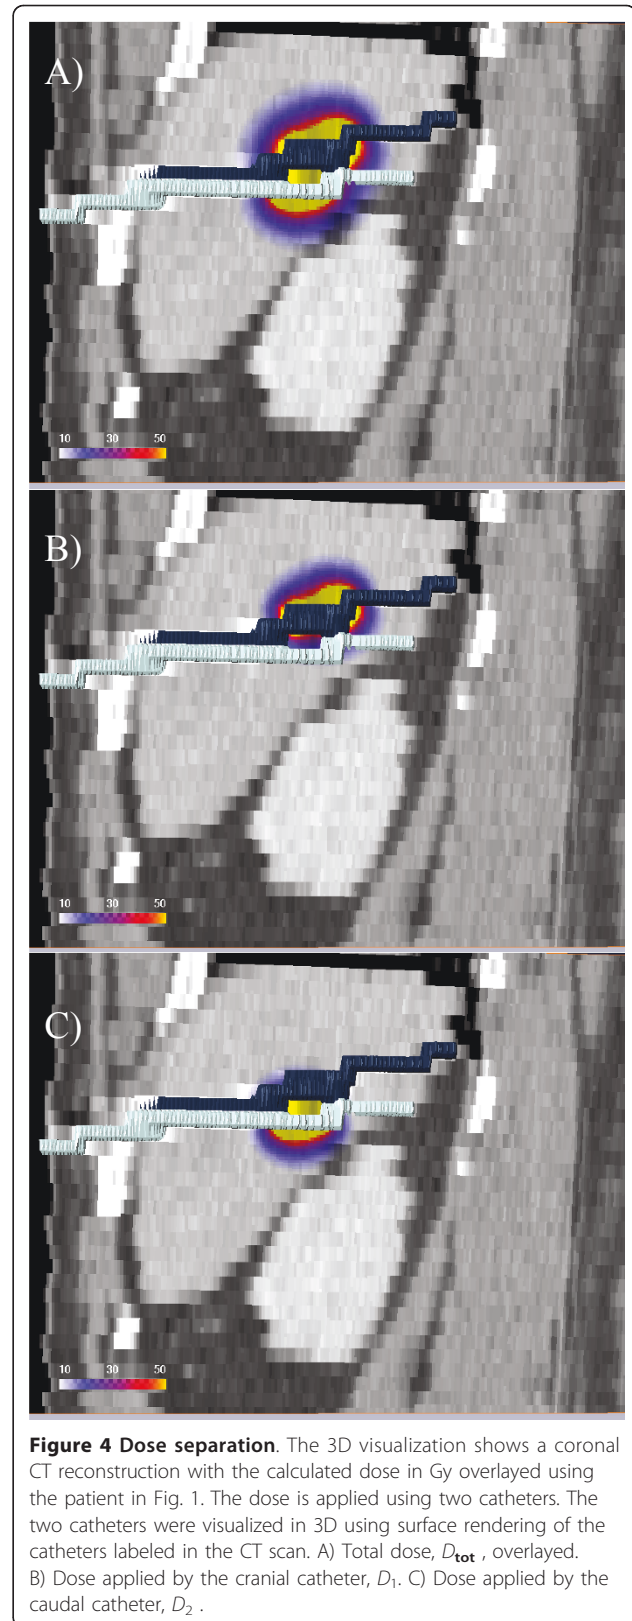 A)
10 30 50
B)
10 30 50
C)
10 30 50
Figure 4 Dose separation. The 3D visualization shows a coronal
CT reconstruction with the calculated dose in Gy overlayed using
the patient in Fig. 1. The dose is applied using two catheters. The
two catheters were visualized in 3D using surface rendering of the
catheters labeled in the CT scan. A) Total dose, Dtot , overlayed.
B) Dose applied by the cranial catheter, D1. C) Dose applied by the
caudal catheter, D2 .